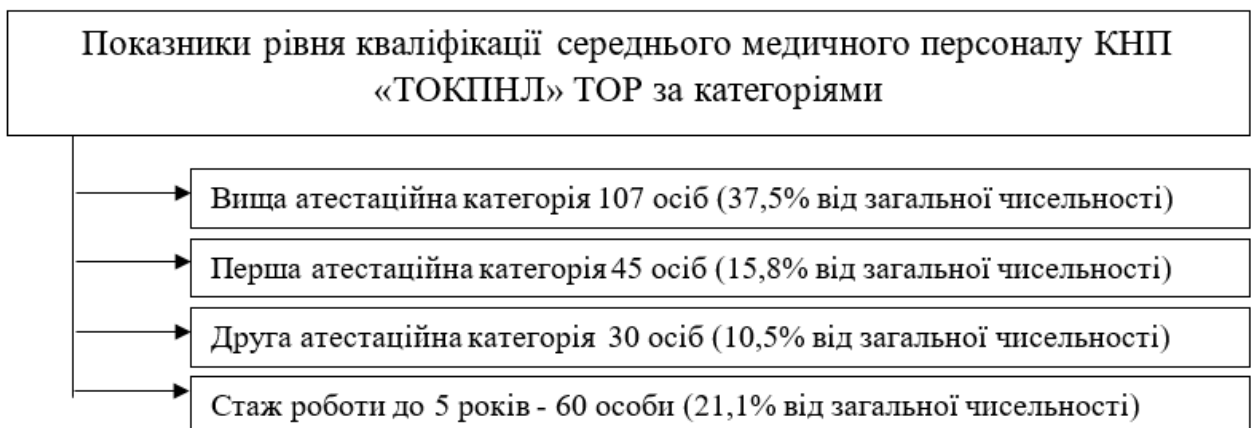 Показники рівня кваліфікації середнього медичного персоналу КНП
«ТОКПНЛ» ТОР за категоріями
Вища атестаційна категорія 107 осіб (37,5% від загальної чисельності)
Перша атестаційна категорія 45 осіб (15,8% від загальної чисельності)
Друга атестаційна категорія 30 осіб (10,5% від загальної чисельності)
Стаж роботи до 5 років - 60 особи (21,1% від загальної чисельності)